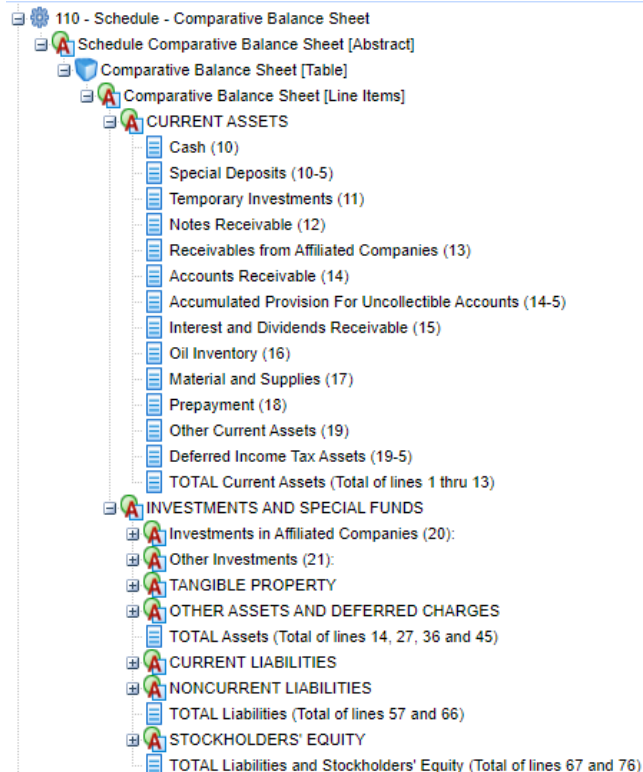 110 - Schedule - Comparative Balance Sheet
Schedule Comparative Balance Sheet [Abstract]
Comparative Balance Sheet [Table]
Comparative Balance Sheet [Line Items]
CURRENT ASSETS
Cash (10)
Special Deposits (10-5)
Temporary Investments (11)
Notes Receivable (12)
Receivables from Affiliated Companies (13)
Accounts Receivable (14)
Accumulated Provision For Uncollectible Accounts (14-5)
Interest and Dividends Receivable (15)
Oil Inventory (16)
Material and Supplies (17)
Prepayment (18)
Other Current Assets (19)
Deferred Income Tax Assets (19-5)
TOTAL Current Assets (Total of lines 1 thru 13)
INVESTMENTS AND SPECIAL FUNDS
Investments in Affiliated Companies (20):
Other Investments (21):
TANGIBLE PROPERTY
OTHER ASSETS AND DEFERRED CHARGES
TOTAL Assets (Total of lines 14, 27, 36 and 45)
CURRENT LIABILITIES
NONCURRENT LIABILITIES
TOTAL Liabilities (Total of lines 57 and 66)
STOCKHOLDERS' EQUITY
TOTAL Liabilities and Stockholders' Equity (Total of lines 67 and 76)